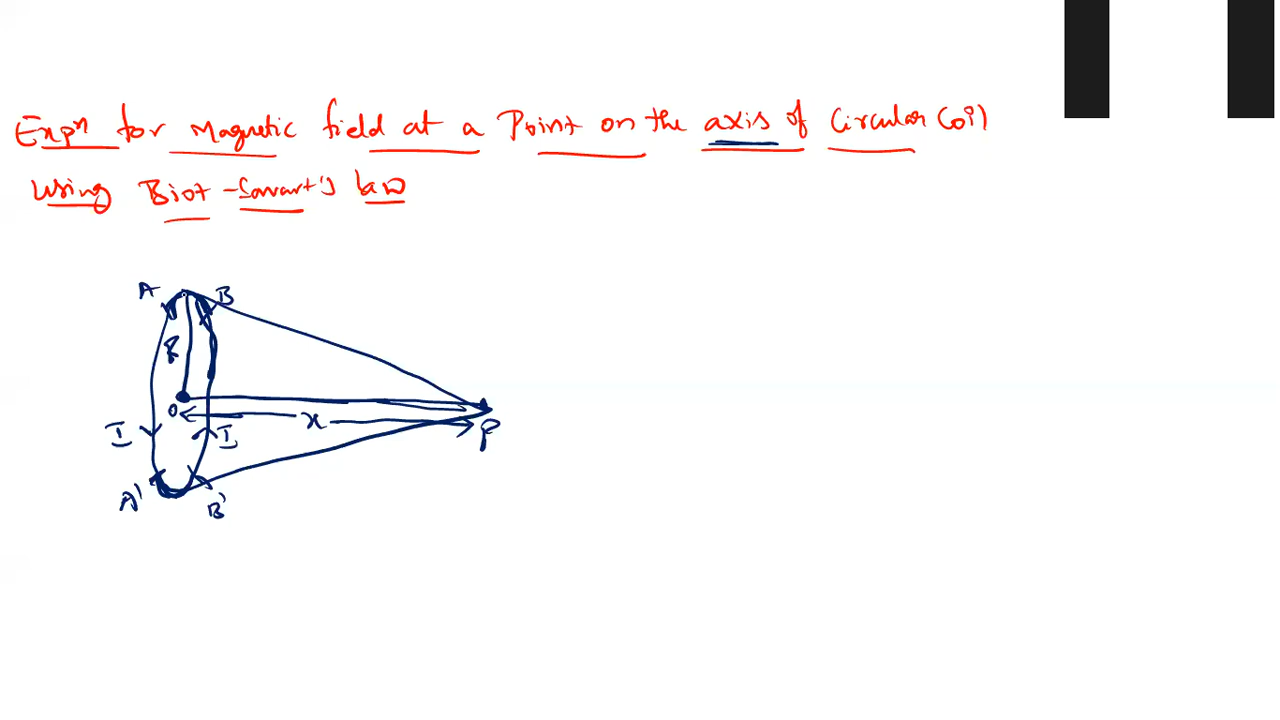 Expⁿ for Magnetic field at a Point on the axis of Circular Coil
Using Biot-Savart's law
A B
R
O
x
I I
P
A' B'